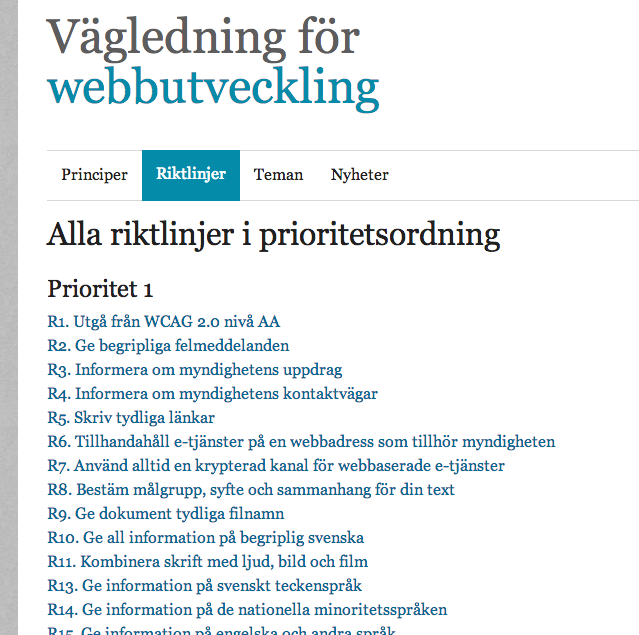 Vägledning för
webbutveckling
Principer Riktlinjer Teman Nyheter
Alla riktlinjer i prioritetsordning
Prioritet 1
R1. Utgå från WCAG 2.0 nivå AA
R2. Ge begripliga felmeddelanden
R3. Informera om myndighetens uppdrag
R4. Informera om myndighetens kontaktvägar
R5. Skriv tydliga länkar
R6. Tillhandahåll e-tjänster på en webbadress som tillhör myndigheten
R7. Använd alltid en krypterad kanal för webbaserade e-tjänster
R8. Bestäm målgrupp, syfte och sammanhang för din text
R9. Ge dokument tydliga filnamn
R10. Ge all information på begriplig svenska
R11. Kombinera skrift med ljud, bild och film
R13. Ge information på svenskt teckenspråk
R14. Ge information på de nationella minoritetsspråken
R15. Ge information på engelska och andra språk